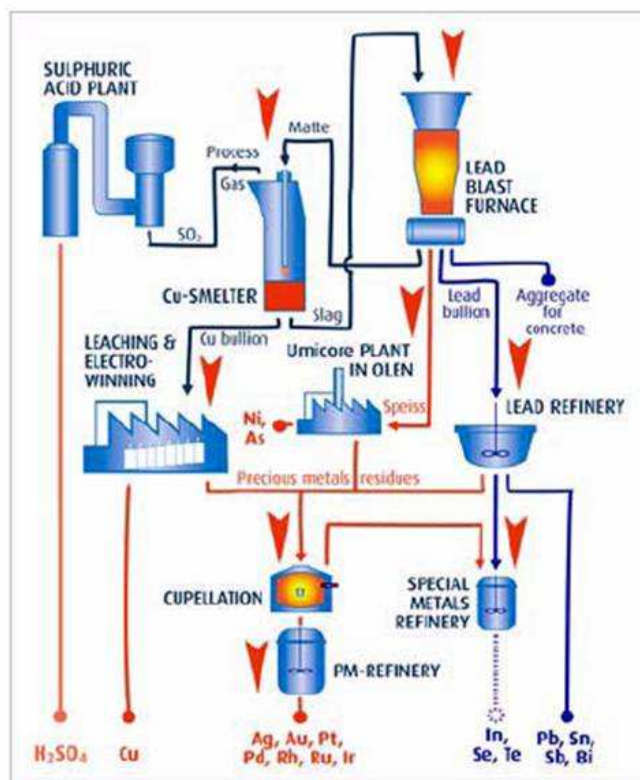 SULPHURIC
ACID PLANT
Matte
Process
Gas
SO₂
LEAD
BLAST
FURNACE
Cu-SMELTER
Slag
Cu bullion
Lead
bullion
Aggregate for
concrete
LEACHING &
ELECTRO-
WINNING
Umicore PLANT
IN OLEN
Ni,
As
Speiss
LEAD REFINERY
Precious metals residues
CUPELLATION
SPECIAL
METALS
REFINERY
PM-REFINERY
H₂SO₄
Cu
Ag, Au, Pt,
Pd, Rh, Ru, Ir
In,
Se, Te
Pb, Sn,
Sb, Bi